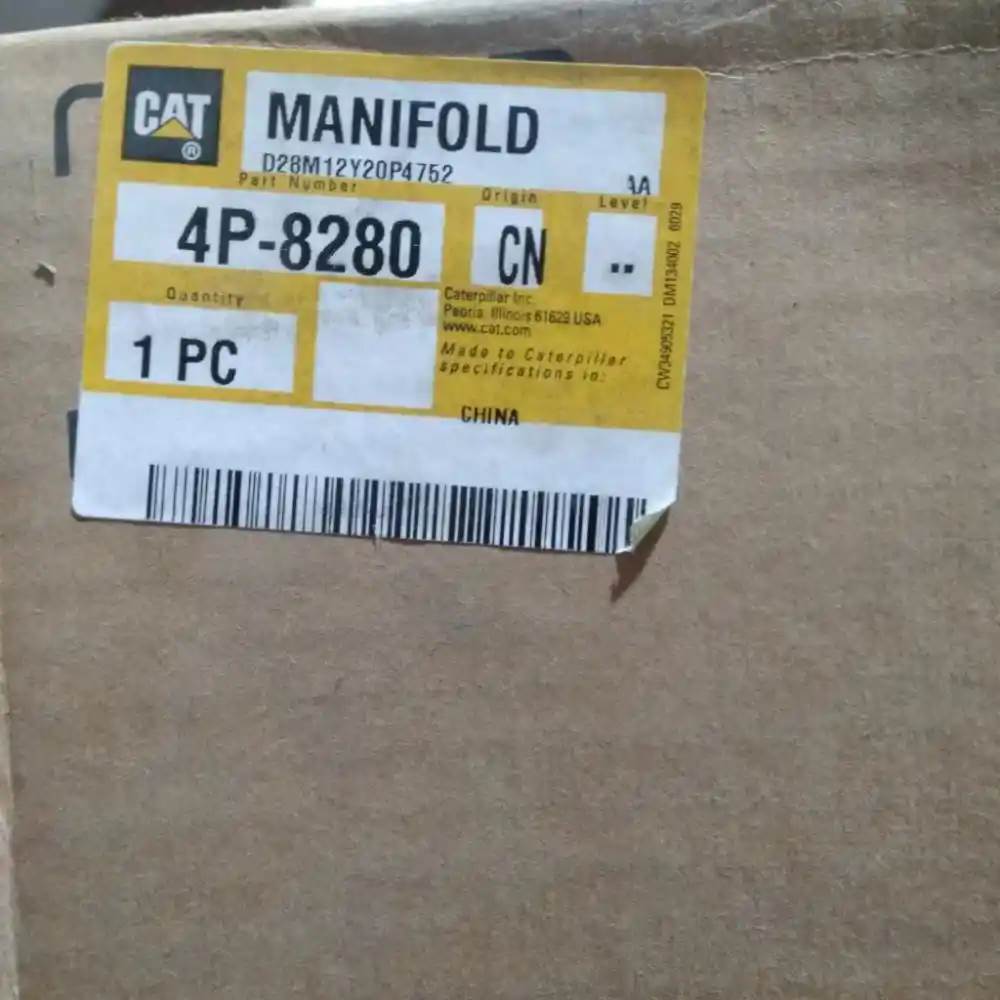 CAT
®
MANIFOLD
D28M12Y20P4752
AA
Part Number
Origin
Level
4P-8280
CN
--
Quantity
1 PC
Caterpillar Inc.
Peoria, Illinois 61629 USA
www.cat.com
Made to Caterpillar
specifications in:
CHINA
CW34905321 DM134002 6029